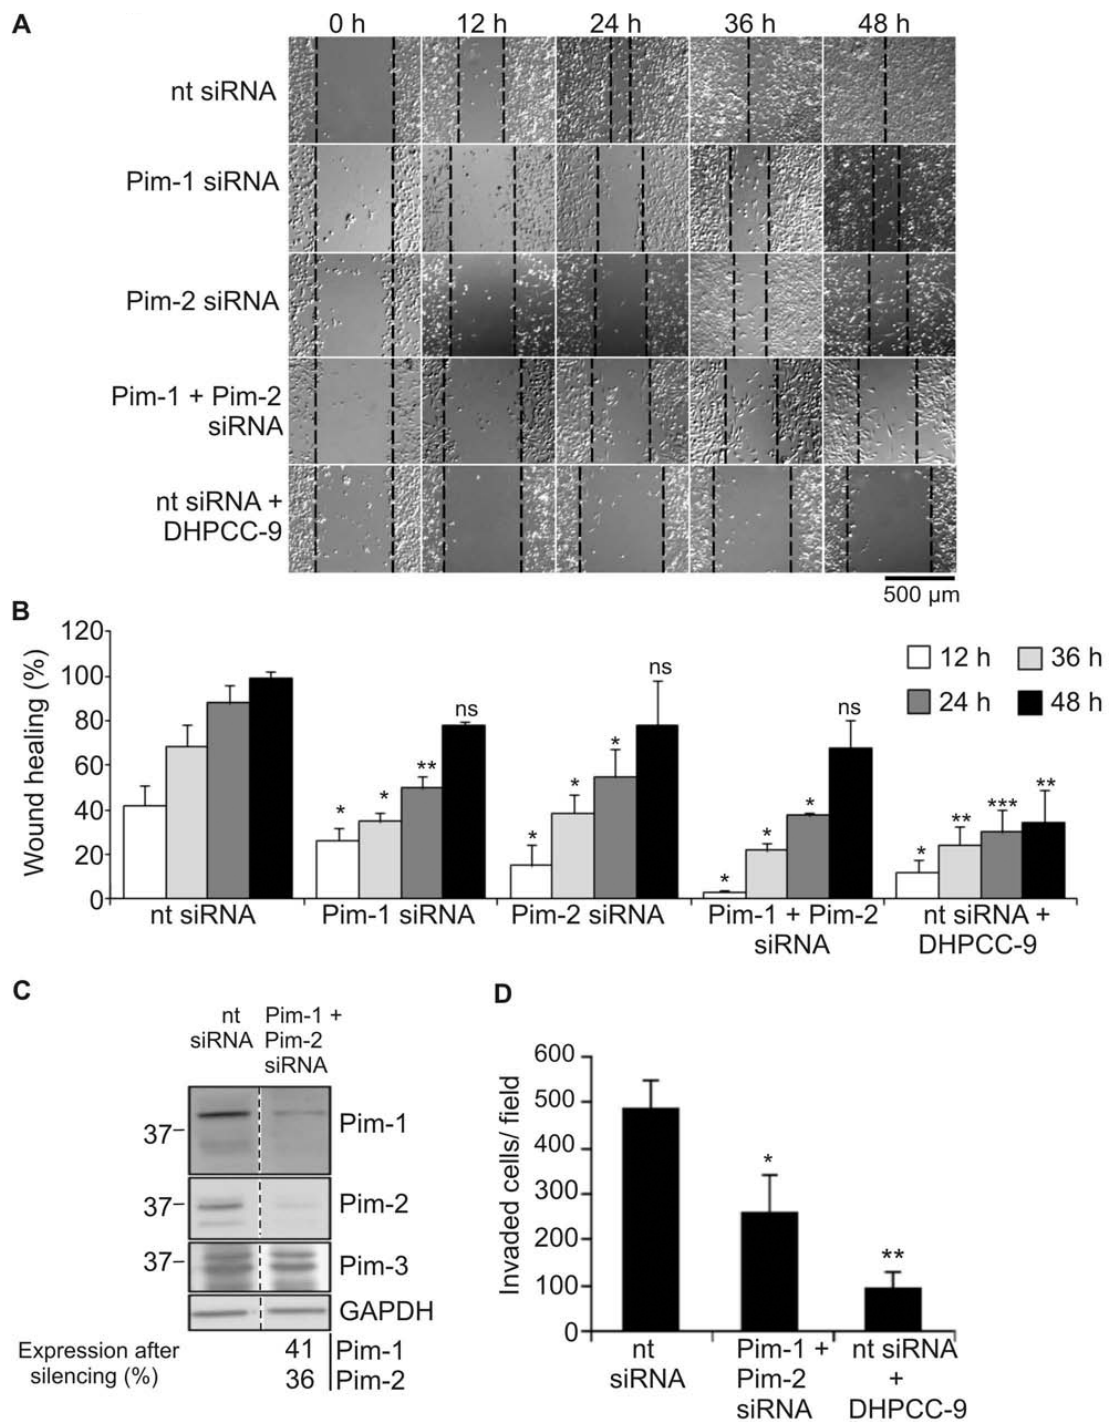 A
0 h 12 h 24 h 36 h 48 h
nt siRNA
Pim-1 siRNA
Pim-2 siRNA
Pim-1 + Pim-2
siRNA
nt siRNA +
DHPCC-9
500 µm
B
Wound healing (%)
120
100
80
60
40
20
0
12 h
36 h
24 h
48 h
* * ** ns
* * * ns
* * * ns
* ** *** **
nt siRNA
Pim-1 siRNA
Pim-2 siRNA
Pim-1 + Pim-2
siRNA
nt siRNA +
DHPCC-9
C
nt
siRNA
Pim-1 +
Pim-2
siRNA
37 Pim-1
37 Pim-2
37 Pim-3
GAPDH
Expression after
silencing (%)
41 Pim-1
36 Pim-2
D
Invaded cells/ field
600
500
400
300
200
100
0
*
**
nt
siRNA
Pim-1 +
Pim-2
siRNA
nt siRNA
+
DHPCC-9